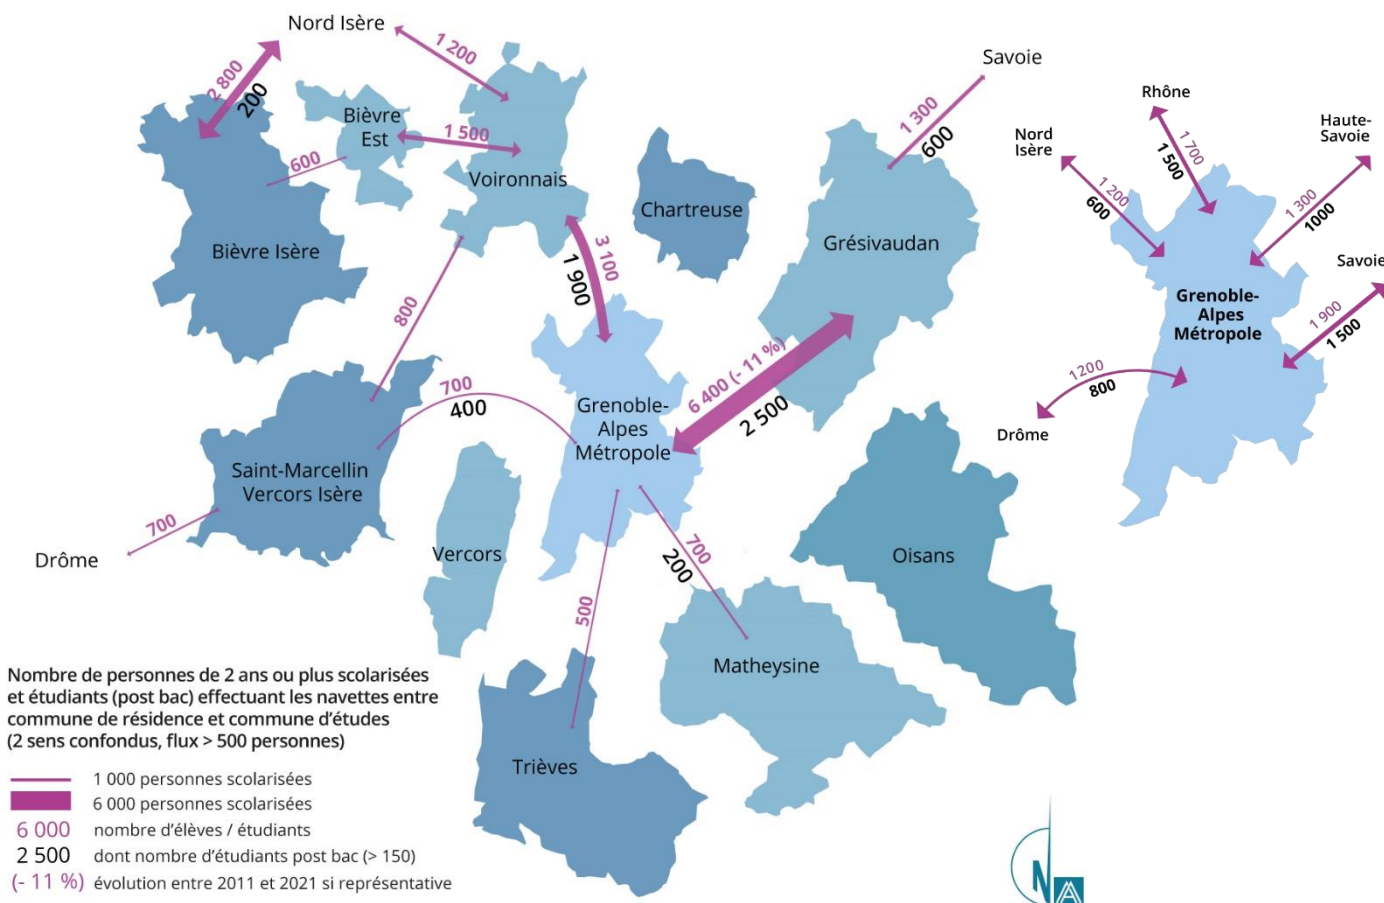 Nord Isère
1 200
2 800
200
Bièvre
Est
1 500
600
Voironnais
Bièvre Isère
Chartreuse
Savoie
1 300
600
Grésivaudan
3 100
1 900
800
700
400
Grenoble-
Alpes
Métropole
6 400 (- 11 %)
2 500
Saint-Marcellin
Vercors Isère
700
Drôme
Vercors
500
700
200
Oisans
Matheysine
Trièves
Rhône
1 700
1 500
Nord
Isère
1 200
600
Haute-
Savoie
1 300
1000
Savoie
1 900
1 500
Grenoble-
Alpes
Métropole
1200
800
Drôme
Nombre de personnes de 2 ans ou plus scolarisées
et étudiants (post bac) effectuant les navettes entre
commune de résidence et commune d'études
(2 sens confondus, flux > 500 personnes)
1 000 personnes scolarisées
6 000 personnes scolarisées
6 000 nombre d'élèves / étudiants
2 500 dont nombre d'étudiants post bac (> 150)
(- 11 %) évolution entre 2011 et 2021 si représentative
N